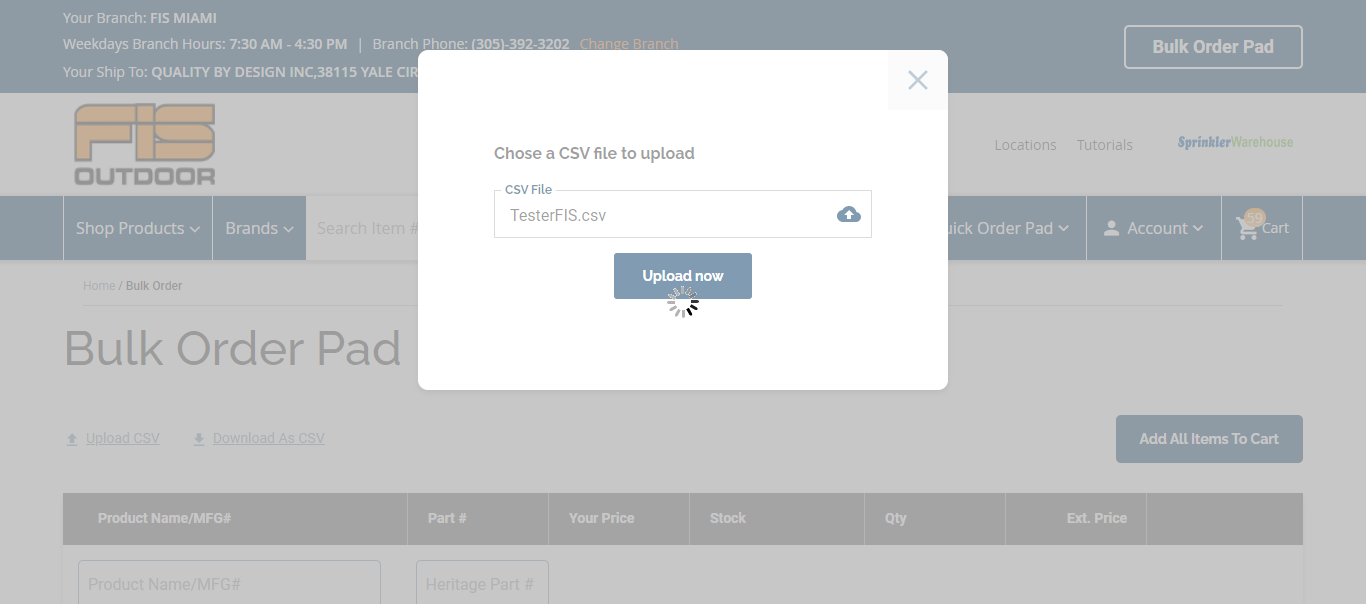 Your Branch: FIS MIAMI
Weekdays Branch Hours: 7:30 AM - 4:30 PM | Branch Phone: (305)-392-3202 Change Branch
Your Ship To: QUALITY BY DESIGN INC,38115 YALE CIR
Bulk Order Pad
FIS
OUTDOOR
Locations Tutorials SprinklerWarehouse
Shop Products Brands Search Item # uick Order Pad Account 59 Cart
Chose a CSV file to upload
CSV File
TesterFIS.csv
Upload now
Home / Bulk Order
Bulk Order Pad
Upload CSV Download As CSV
Add All Items To Cart
Product Name/MFG# Part # Your Price Stock Qty Ext. Price
Product Name/MFG# Heritage Part #